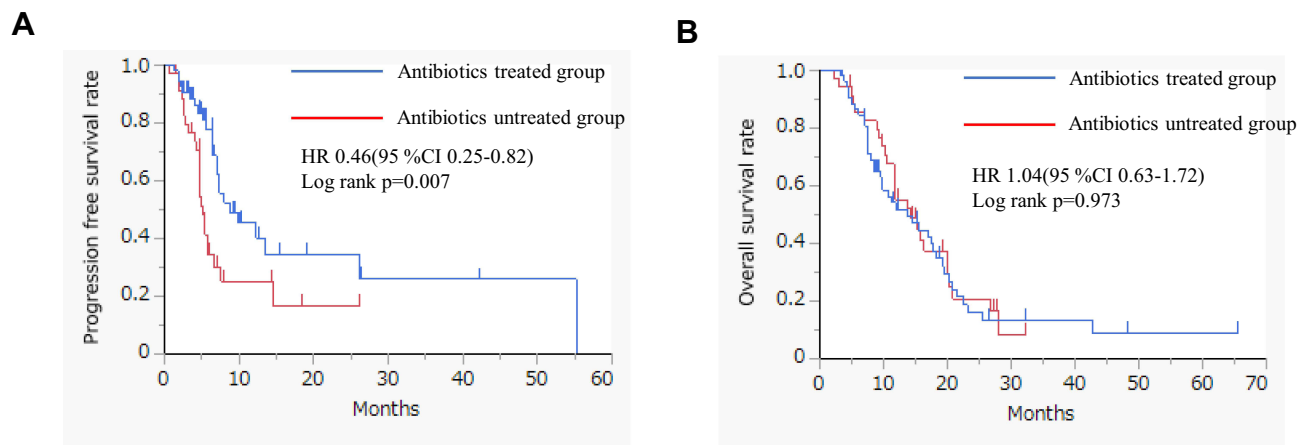 A
Progression free survival rate
1.0
0.8
0.6
0.4
0.2
0
Antibiotics treated group
Antibiotics untreated group
HR 0.46(95 %CI 0.25-0.82)
Log rank p=0.007
0 10 20 30 40 50 60
Months
B
Overall survival rate
1.0
0.8
0.6
0.4
0.2
0
Antibiotics treated group
Antibiotics untreated group
HR 1.04(95 %CI 0.63-1.72)
Log rank p=0.973
0 10 20 30 40 50 60 70
Months